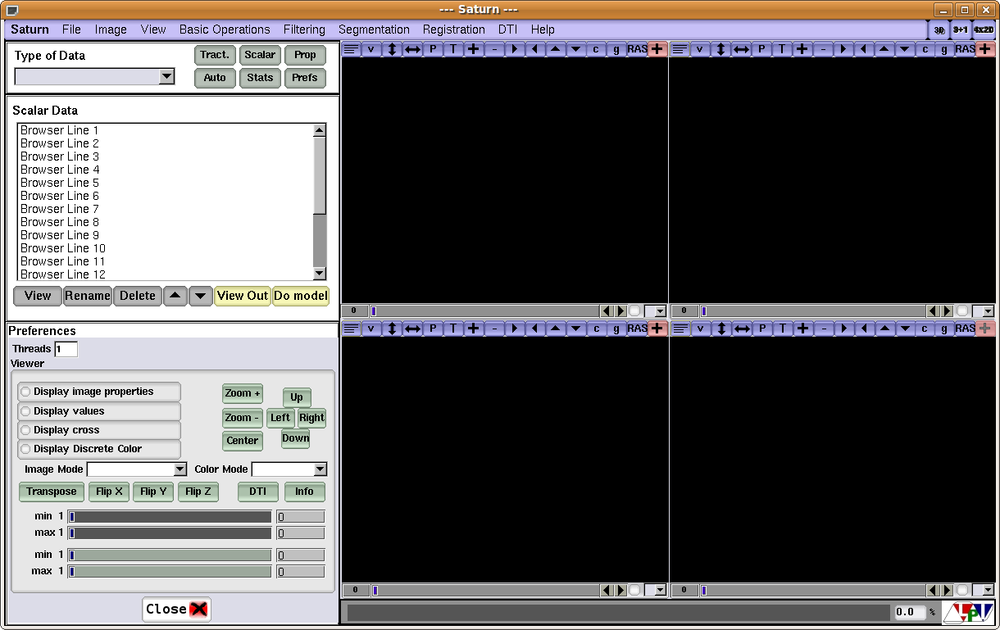 --- Saturn ---
Saturn File Image View Basic Operations Filtering Segmentation Registration DTI Help 3D 3+1 4x2D
Type of Data
Tract. Scalar Prop
Auto Stats Prefs
Scalar Data
Browser Line 1
Browser Line 2
Browser Line 3
Browser Line 4
Browser Line 5
Browser Line 6
Browser Line 7
Browser Line 8
Browser Line 9
Browser Line 10
Browser Line 11
Browser Line 12
View Rename Delete View Out Do model
Preferences
Threads 1
Viewer
Display image properties
Display values
Display cross
Display Discrete Color
Zoom +
Zoom -
Center
Up
Left Right
Down
Image Mode Color Mode
Transpose Flip X Flip Y Flip Z DTI Info
min 1 0
max 1 0
min 1 0
max 1 0
Close
v P T + - c g RAS +
0
v P T + - c g RAS +
0
v P T + - c g RAS +
0
v P T + - c g RAS +
0
0.0 %
LPI